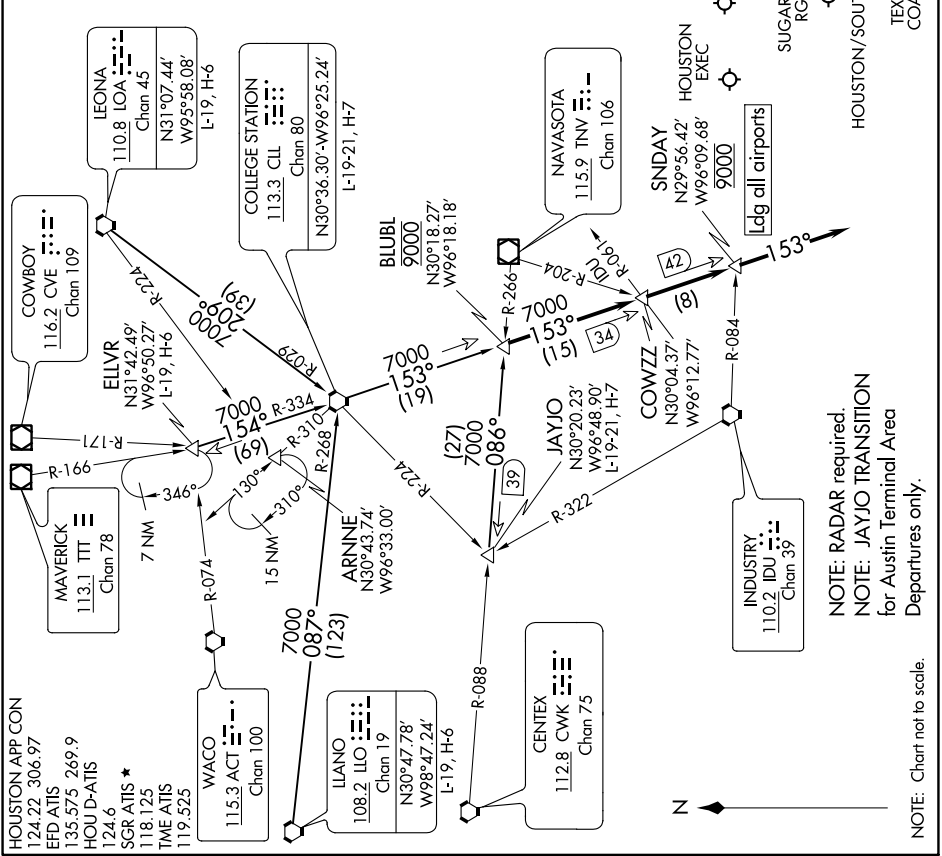 HOUSTON APP CON
124.22 306.97
EFD ATIS
135.575 269.9
HOU D-ATIS
124.6
SGR ATIS ★
118.125
TME ATIS
119.525
MAVERICK
113.1 TTT
Chan 78
COWBOY
116.2 CVE
Chan 109
LEONA
110.8 LOA
Chan 45
N31°07.44'
W95°58.08'
L-19, H-6
R-166
R-171
ELLVR
N31°42.49'
W96°50.27'
L-19, H-6
7 NM
346°
R-224
7000
209°
(39)
R-029
WACO
115.3 ACT
Chan 100
R-074
7000
154°
(69)
R-334
R-310
130°
310°
15 NM
ARNNE
N30°43.74'
W96°33.00'
COLLEGE STATION
113.3 CLL
Chan 80
N30°36.30'-W96°25.24'
L-19-21, H-7
LLANO
108.2 LLO
Chan 19
N30°47.78'
W98°47.24'
L-19, H-6
7000
087°
(123)
R-268
R-224
7000
153°
(19)
BLUBL
9000
N30°18.27'
W96°18.18'
NAVASOTA
115.9 TNV
Chan 106
R-266
R-204
CENTEX
112.8 CWK
Chan 75
R-088
JAYJO
N30°20.23'
W96°48.90'
L-19-21, H-7
(27)
7000
086°
39
R-322
7000
153°
(15)
34
COWZZ
N30°04.37'
W96°12.77'
IDU
R-061
42
(8)
SNDAY
N29°56.42'
W96°09.68'
9000
Ldg all airports
153°
R-084
INDUSTRY
110.2 IDU
Chan 39
HOUSTON
EXEC
SUGAR
RG
HOUSTON/SOUT
TEX
COA
N
NOTE: RADAR required.
NOTE: JAYJO TRANSITION
for Austin Terminal Area
Departures only.
NOTE: Chart not to scale.